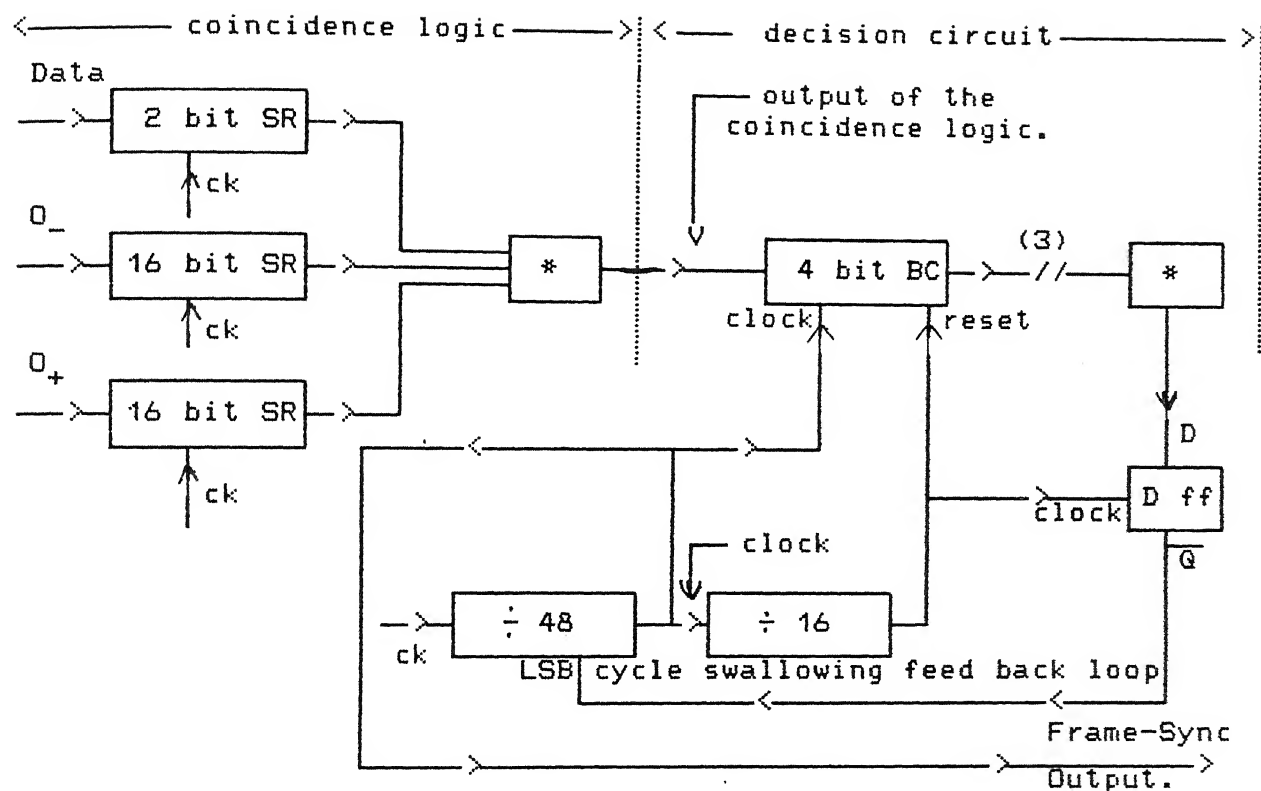 coincidence logic
decision circuit
Data
2 bit SR
ck
output of the
coincidence logic.
O_
16 bit SR
ck
*
4 bit BC
clock
reset
(3)
*
O+
16 bit SR
ck
D
D ff
clock
Q̅
clock
ck
÷ 48
÷ 16
LSB cycle swallowing feed back loop
Frame-Sync
Output.